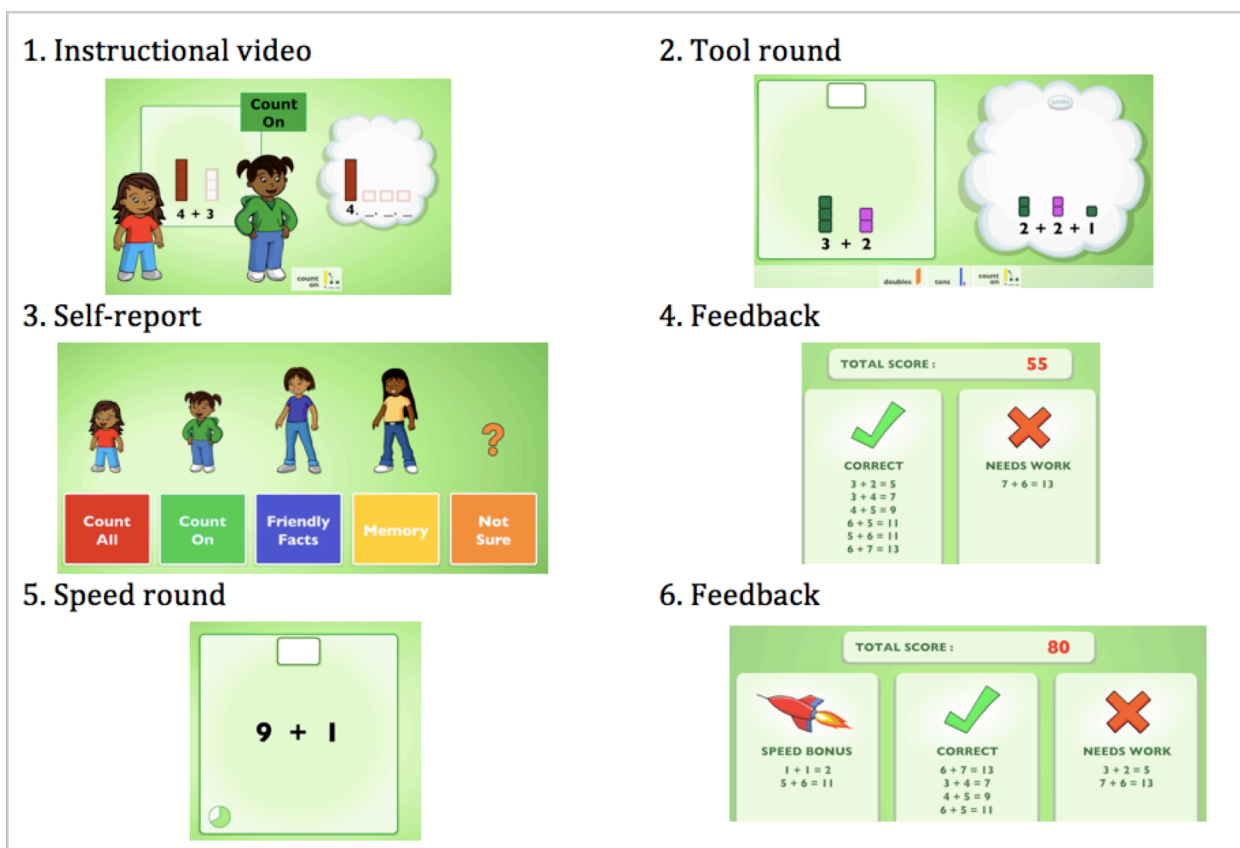 1. Instructional video
Count
On
4 + 3
4. _. _. _
count
on
2. Tool round
undo
3 + 2
2 + 2 + 1
doubles
tens
count
on
3. Self-report
?
Count
All
Count
On
Friendly
Facts
Memory
Not
Sure
4. Feedback
TOTAL SCORE : 55
CORRECT
3 + 2 = 5
3 + 4 = 7
4 + 5 = 9
6 + 5 = 11
5 + 6 = 11
6 + 7 = 13
NEEDS WORK
7 + 6 = 13
5. Speed round
9 + 1
6. Feedback
TOTAL SCORE : 80
SPEED BONUS
1 + 1 = 2
5 + 6 = 11
CORRECT
6 + 7 = 13
3 + 4 = 7
4 + 5 = 9
6 + 5 = 11
NEEDS WORK
3 + 2 = 5
7 + 6 = 13